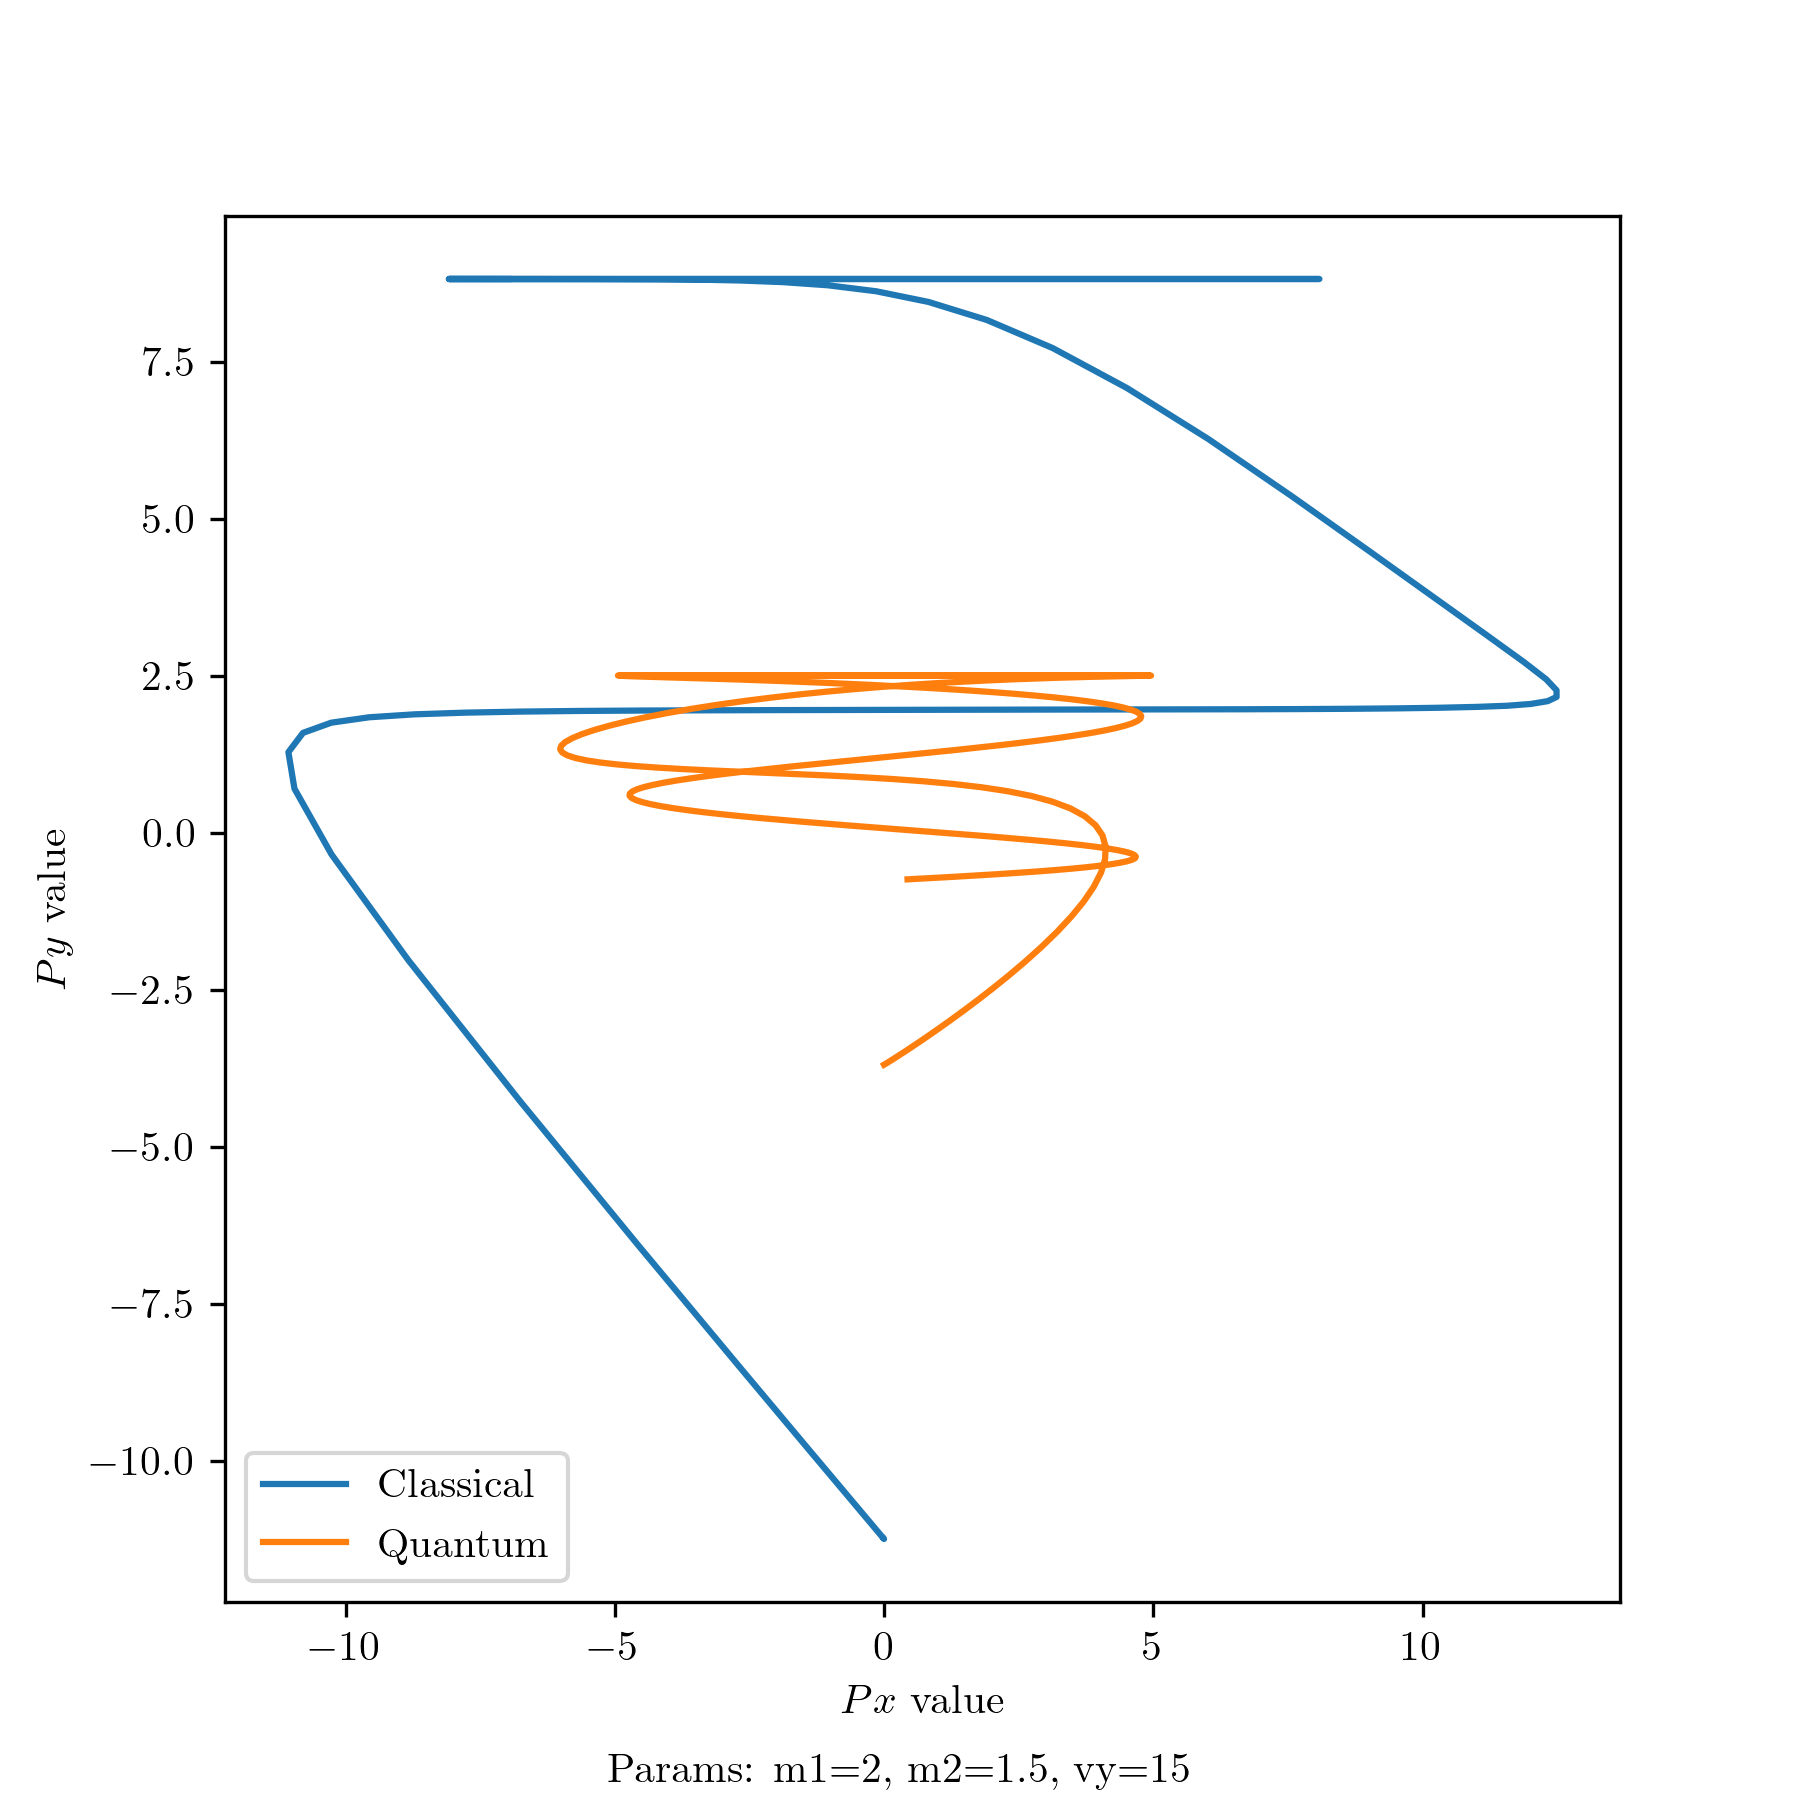 7.5
5.0
2.5
0.0
−2.5
−5.0
−7.5
−10.0
Py value
Classical
Quantum
−10 −5 0 5 10
Px value
Params: m1=2, m2=1.5, vy=15